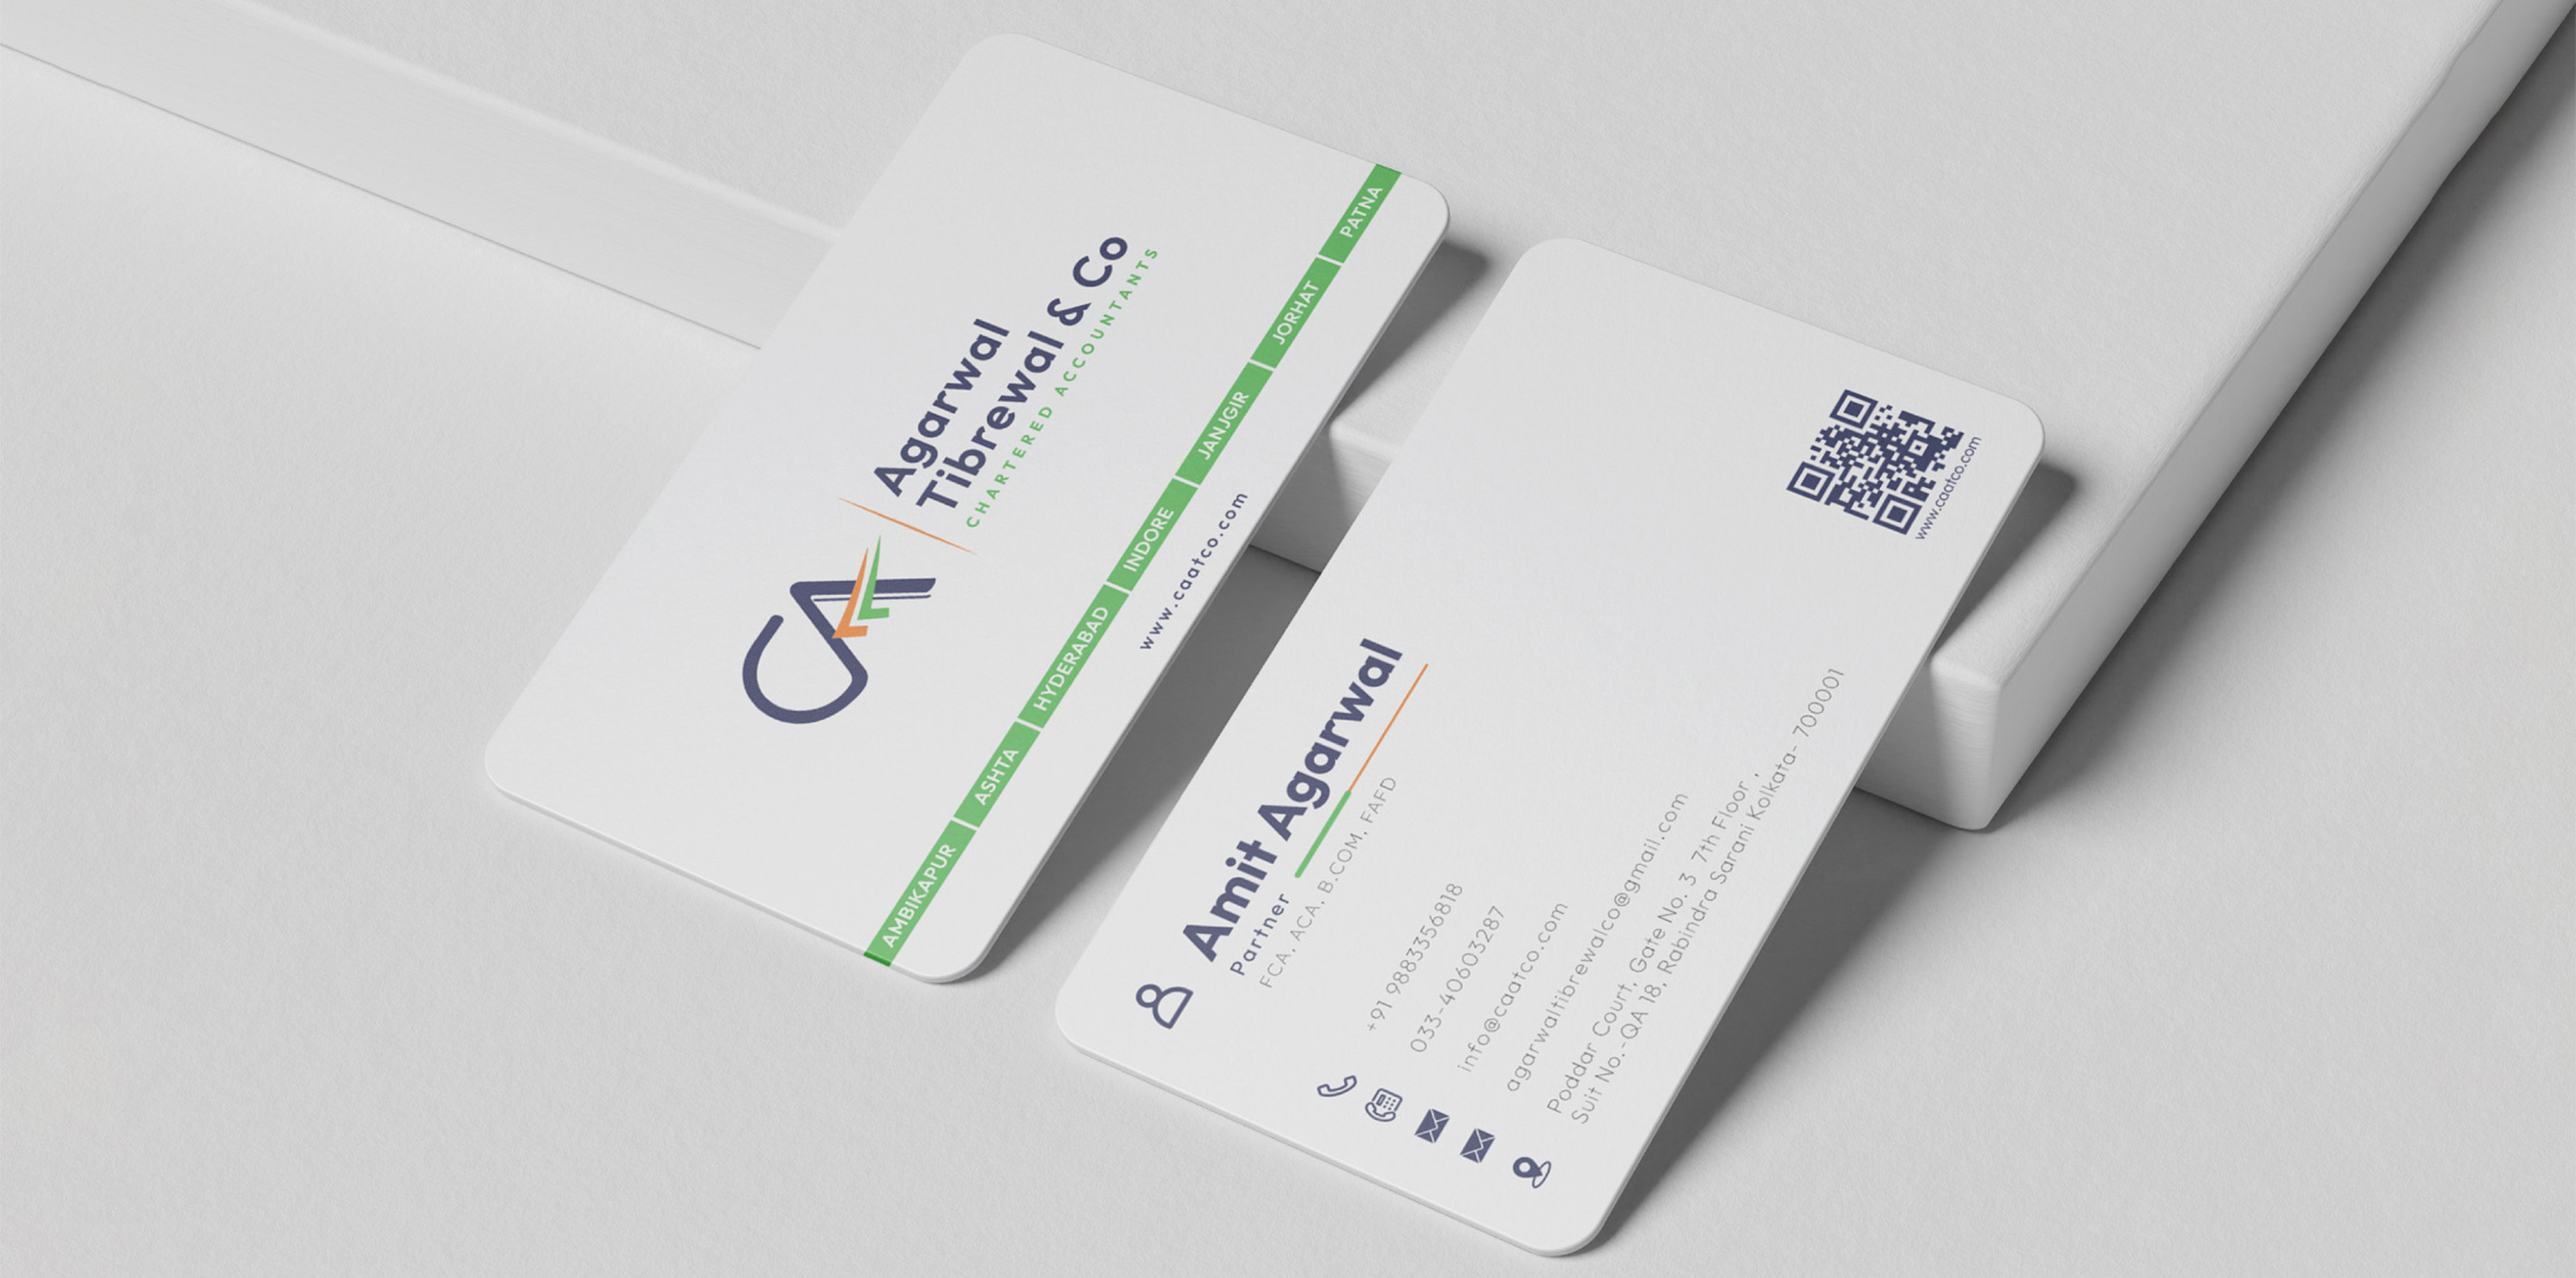 CA
Agarwal
Tibrewal & Co
CHARTERED ACCOUNTANTS
AMBIKAPUR
ASHTA
HYDERABAD
INDORE
JANJGIR
JORHAT
PATNA
www.caatco.com
Amit Agarwal
Partner
FCA, ACA, B.COM, FAFD
+91 9883356818
033-40603287
info@caatco.com
agarwaltibrewalco@gmail.com
Poddar Court, Gate No. 3 7th Floor ,
Suit No.-QA 18, Rabindra Sarani Kolkata- 700001
www.caatco.com